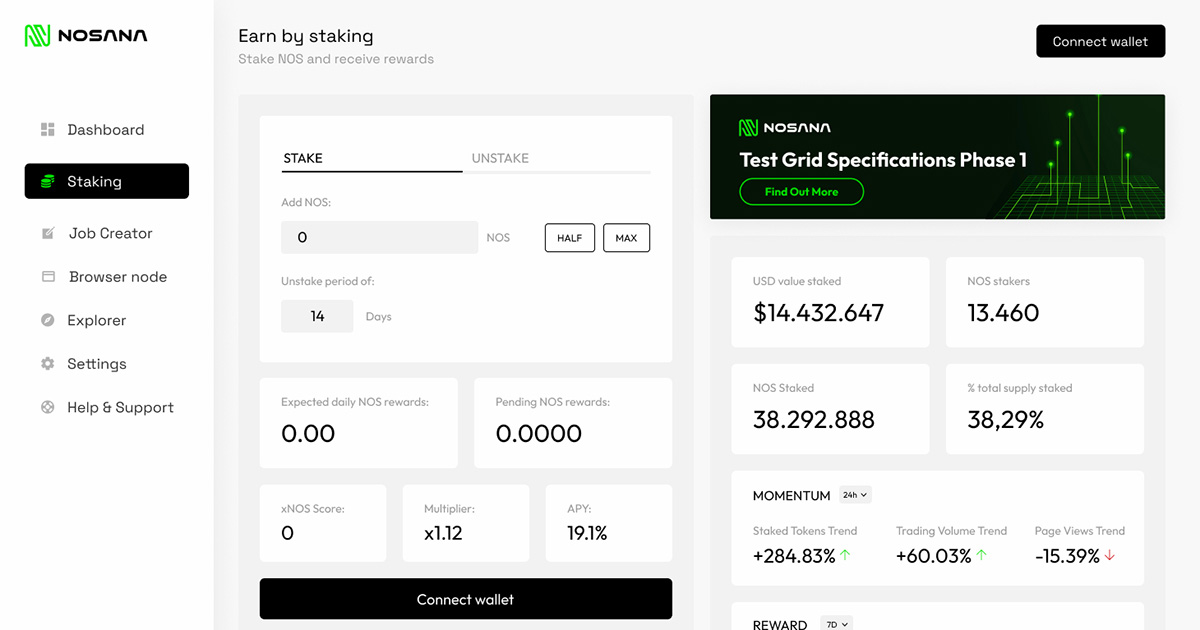 NOSANA
Dashboard
Staking
Job Creator
Browser node
Explorer
Settings
Help & Support
Earn by staking
Stake NOS and receive rewards
Connect wallet
STAKE UNSTAKE
Add NOS:
0 NOS HALF MAX
Unstake period of:
14 Days
Expected daily NOS rewards: Pending NOS rewards:
0.00 0.0000
xNOS Score: Multiplier: APY:
0 x1.12 19.1%
Connect wallet
NOSANA
Test Grid Specifications Phase 1
Find Out More
USD value staked NOS stakers
$14.432.647 13.460
NOS Staked % total supply staked
38.292.888 38,29%
MOMENTUM 24h
Staked Tokens Trend Trading Volume Trend Page Views Trend
+284.83% +60.03% -15.39%
REWARD 7D